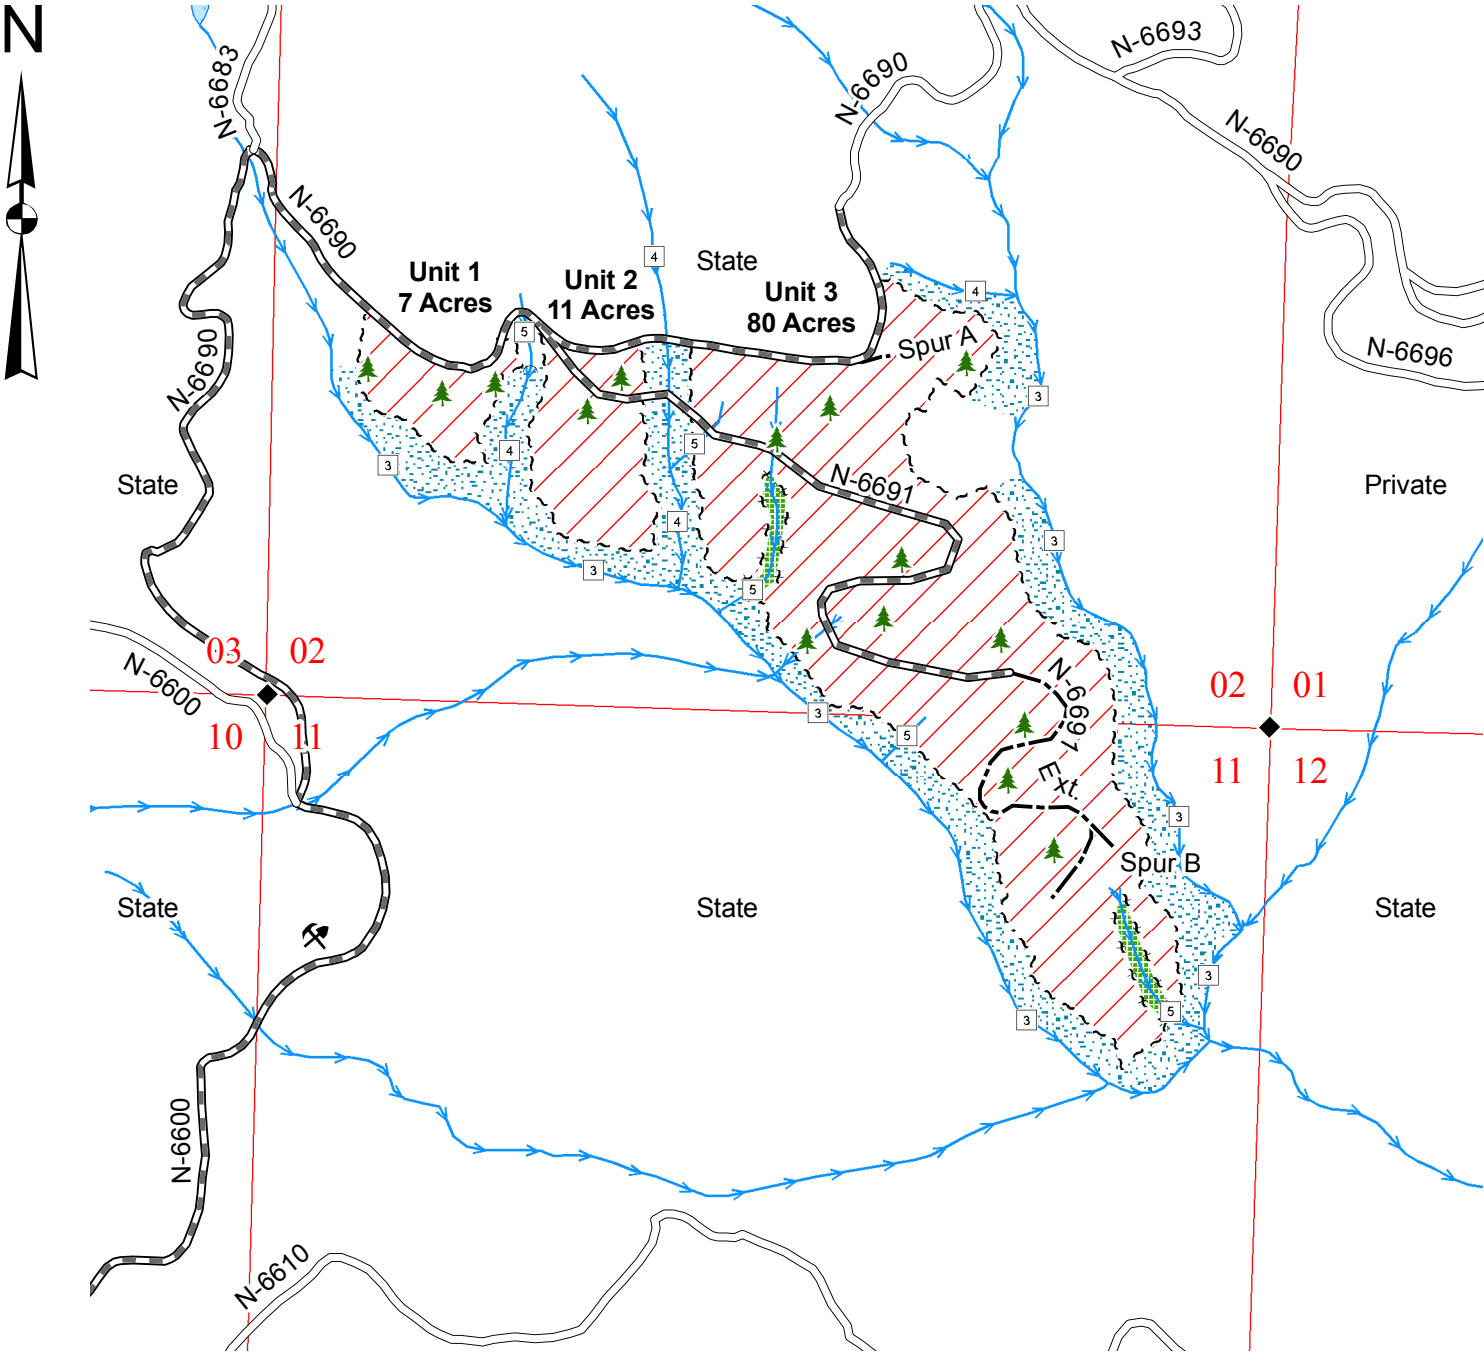 N
N-6683
N-6693
N-6690
N-6690
N-6690
State
Unit 1
7 Acres
Unit 2
11 Acres
Unit 3
80 Acres
4
4
5
Spur A
N-6690
N-6696
3
5
4
3
State
N-6691
Private
4
3
3
5
03
02
N-6600
N-6691
02
01
10
11
3
5
11
12
Ext.
3
Spur B
State
State
State
3
5
3
N-6600
N-6610